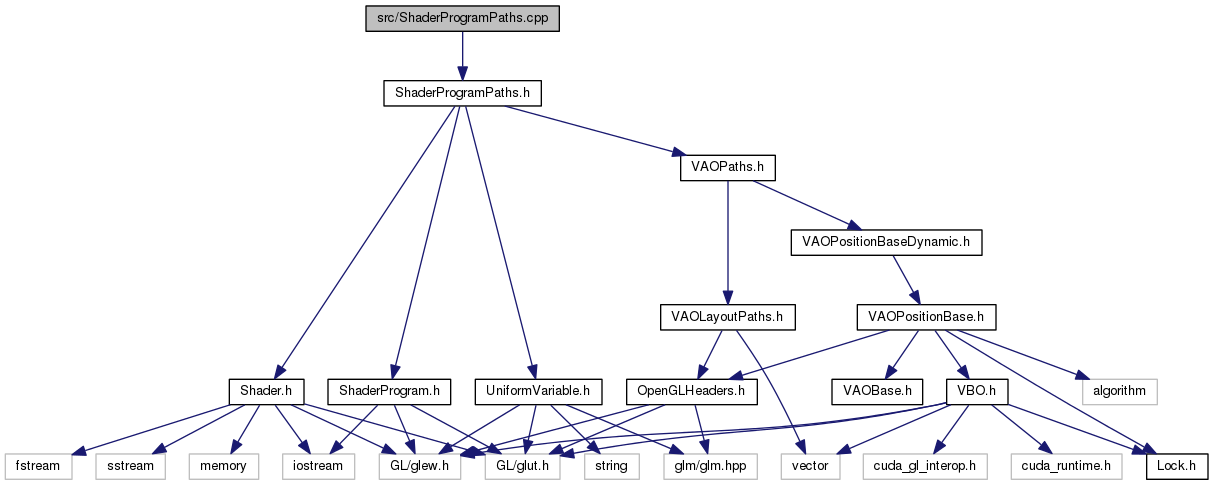 src/ShaderProgramPaths.cpp
ShaderProgramPaths.h
VAOPaths.h
VAOPositionBaseDynamic.h
VAOLayoutPaths.h
VAOPositionBase.h
Shader.h
ShaderProgram.h
UniformVariable.h
OpenGLHeaders.h
VAOBase.h
VBO.h
algorithm
fstream
sstream
memory
iostream
GL/glew.h
GL/glut.h
string
glm/glm.hpp
vector
cuda_gl_interop.h
cuda_runtime.h
Lock.h